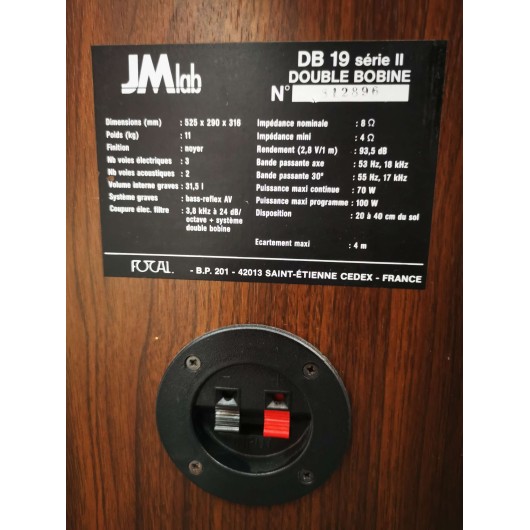 JMlab
DB 19 série II
DOUBLE BOBINE
N° 312896
Dimensions (mm) : 525 x 290 x 316
Poids (kg) : 11
Finition : noyer
Nb voies électriques : 3
Nb voies acoustiques : 2
Volume interne graves : 31,5 l
Système graves : bass-reflex AV
Coupure élec. filtre : 3,8 kHz à 24 dB/
octave + système
double bobine
Impédance nominale : 8 Ω
Impédance mini : 4 Ω
Rendement (2,8 V/1 m) : 93,5 dB
Bande passante axe : 53 Hz, 18 kHz
Bande passante 30° : 55 Hz, 17 kHz
Puissance maxi continue : 70 W
Puissance maxi programme : 100 W
Disposition : 20 à 40 cm du sol
Ecartement maxi : 4 m
FOCAL - B.P. 201 - 42013 SAINT-ÉTIENNE CEDEX - FRANCE